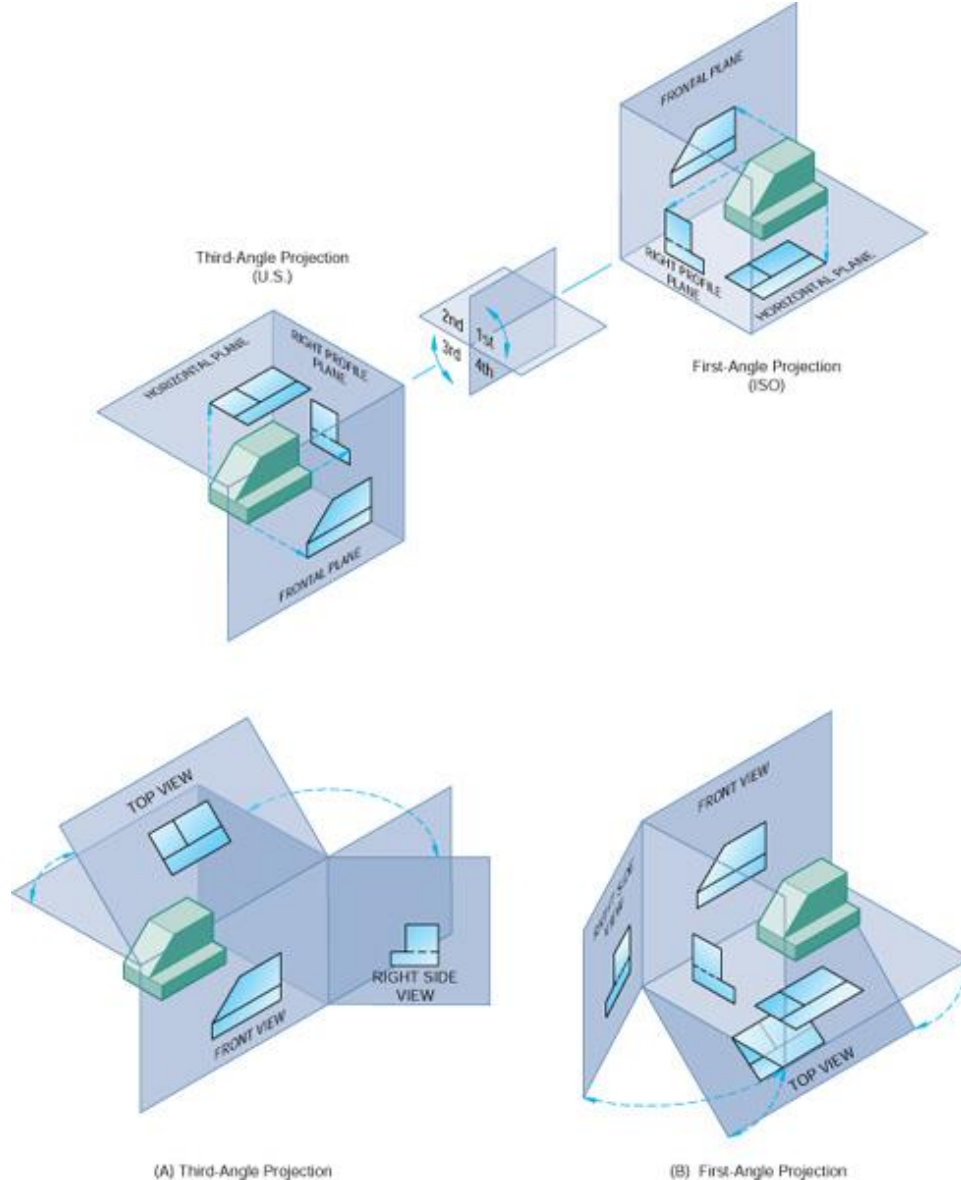 FRONTAL PLANE
RIGHT PROFILE
PLANE
HORIZONTAL PLANE
First-Angle Projection
(ISO)
Third-Angle Projection
(U.S.)
2nd
1st
3rd
4th
HORIZONTAL PLANE
RIGHT PROFILE
PLANE
FRONTAL PLANE
TOP VIEW
FRONT VIEW
RIGHT SIDE
VIEW
(A) Third-Angle Projection
FRONT VIEW
RIGHT SIDE
VIEW
TOP VIEW
(B) First-Angle Projection